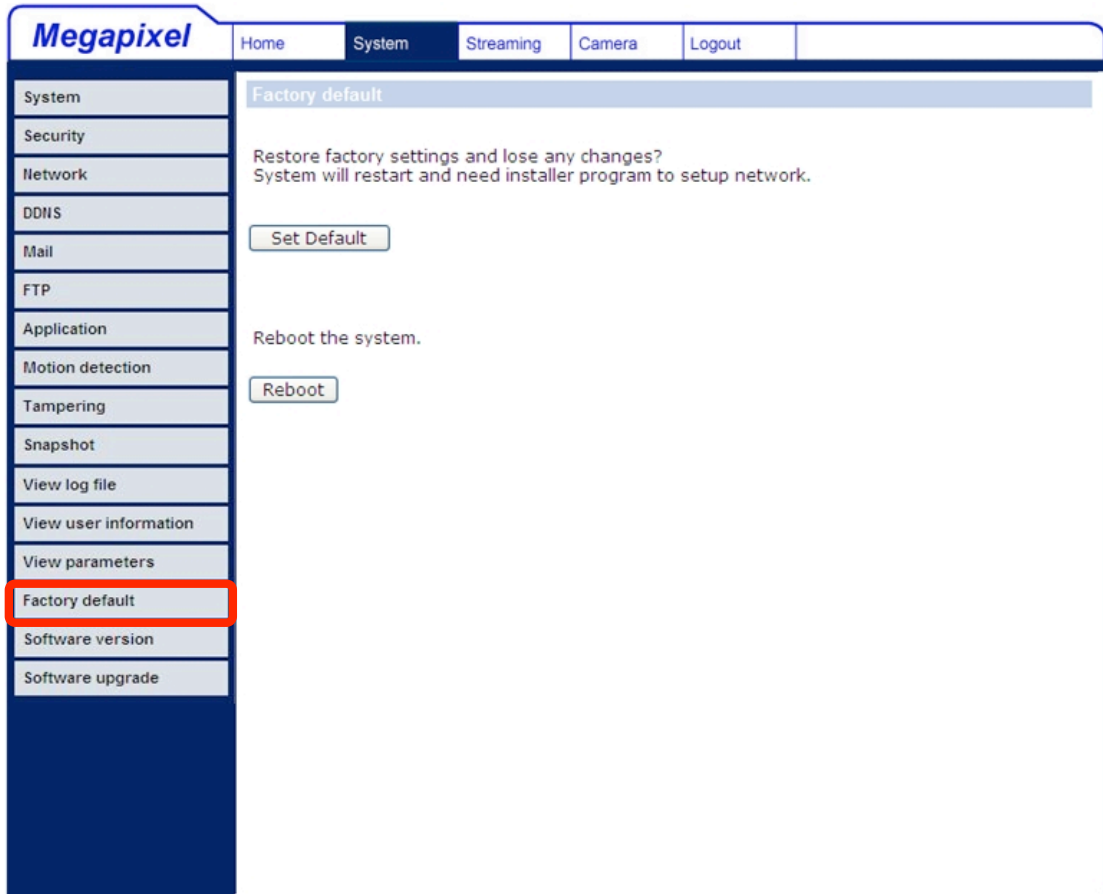 Megapixel
Home System Streaming Camera Logout
System
Security
Network
DDNS
Mail
FTP
Application
Motion detection
Tampering
Snapshot
View log file
View user information
View parameters
Factory default
Software version
Software upgrade
Factory default
Restore factory settings and lose any changes?
System will restart and need installer program to setup network.
Set Default
Reboot the system.
Reboot